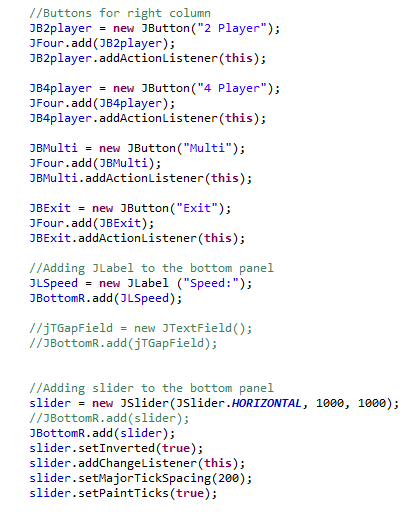 //Buttons for right column
JB2player = new JButton("2 Player");
JFour.add(JB2player);
JB2player.addActionListener(this);
JB4player = new JButton("4 Player");
JFour.add(JB4player);
JB4player.addActionListener(this);
JBMulti = new JButton("Multi");
JFour.add(JBMulti);
JBMulti.addActionListener(this);
JBExit = new JButton("Exit");
JFour.add(JBExit);
JBExit.addActionListener(this);
//Adding JLabel to the bottom panel
JLSpeed = new JLabel ("Speed:");
JBottomR.add(JLSpeed);
//jTGapField = new JTextField();
//JBottomR.add(jTGapField);
//Adding slider to the bottom panel
slider = new JSlider(JSlider.HORIZONTAL, 1000, 1000);
//JBottomR.add(slider);
JBottomR.add(slider);
slider.setInverted(true);
slider.addChangeListener(this);
slider.setMajorTickSpacing(200);
slider.setPaintTicks(true);